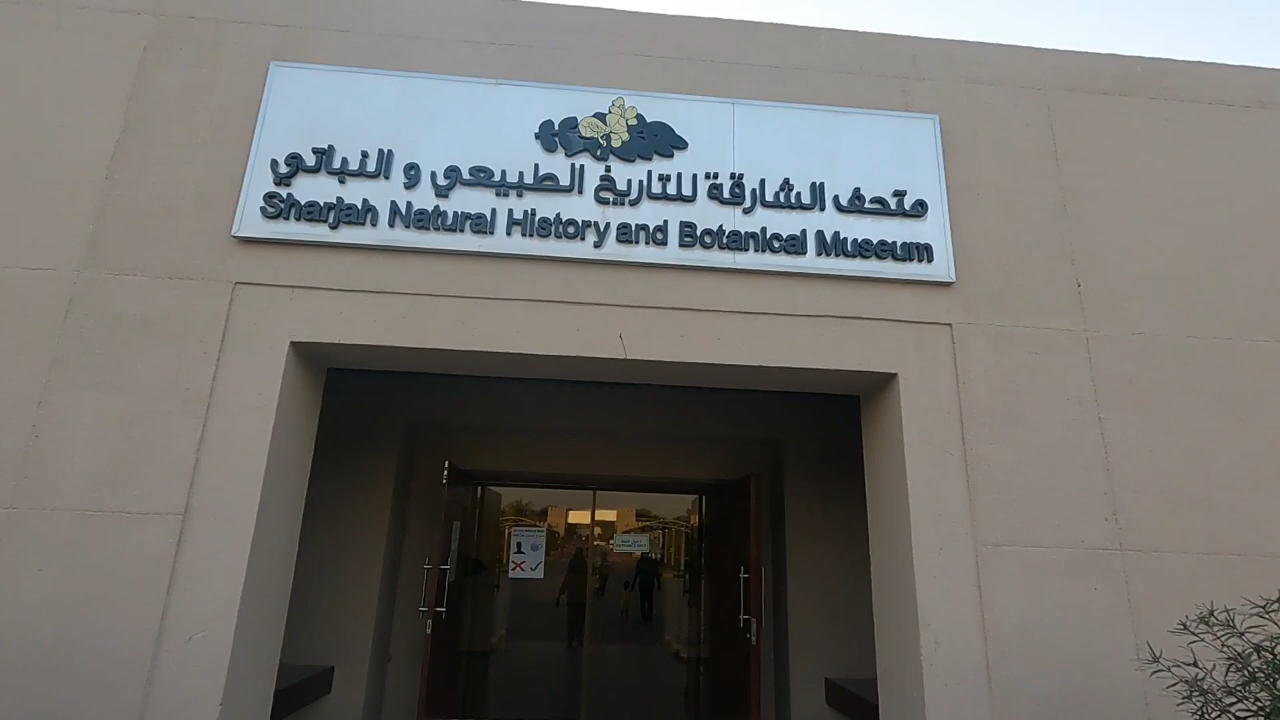 متحف الشارقة للتاريخ الطبيعي و النباتي
Sharjah Natural History and Botanical Museum